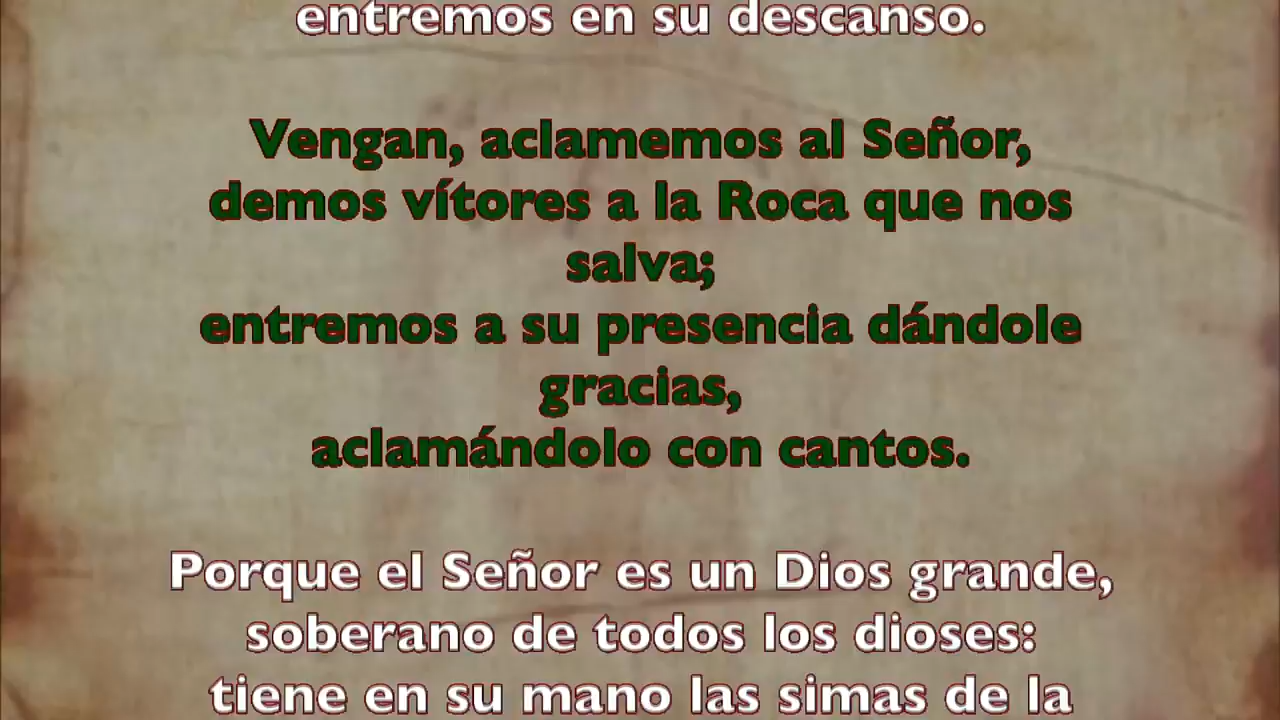 entremos en su descanso.
Vengan, aclamemos al Señor,
demos vítores a la Roca que nos
salva;
entremos a su presencia dándole
gracias,
aclamándolo con cantos.
Porque el Señor es un Dios grande,
soberano de todos los dioses:
tiene en su mano las simas de la